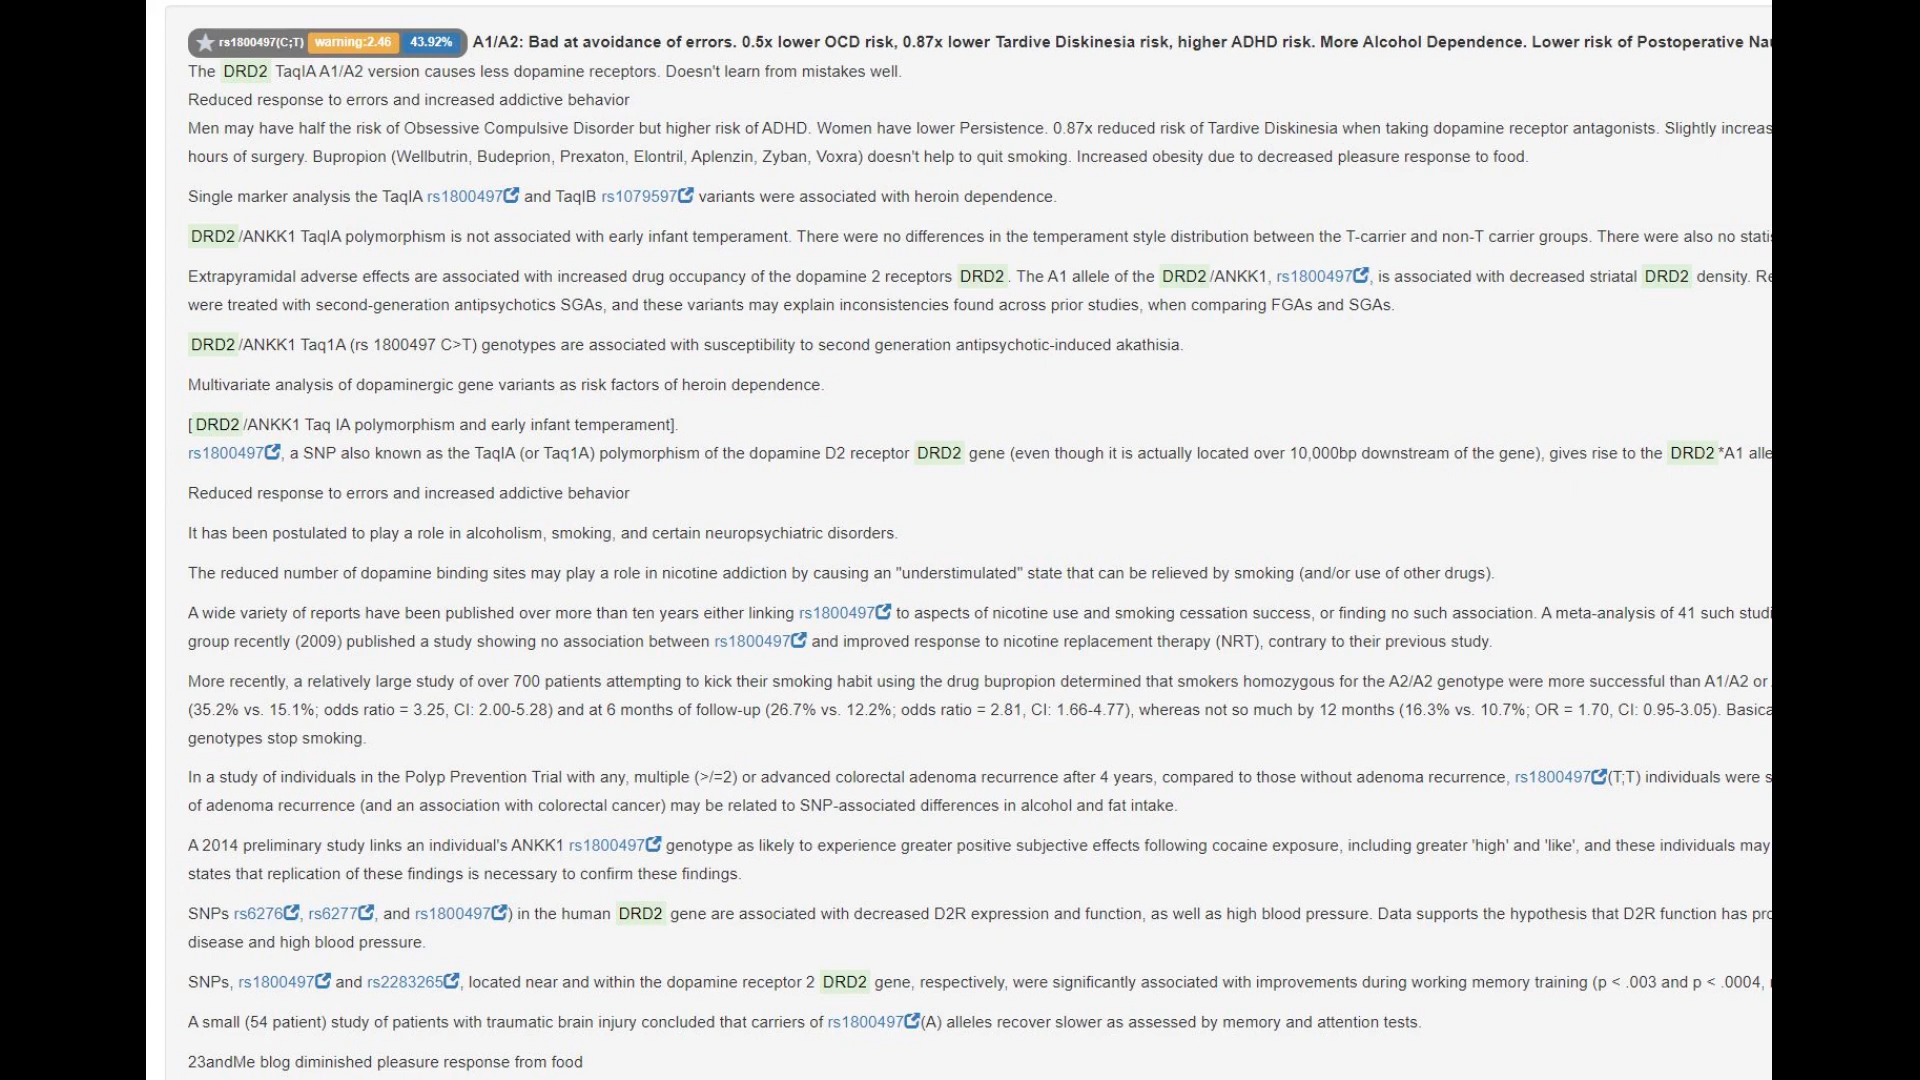 rs1800497(C;T) warning:2.46 43.92% A1/A2: Bad at avoidance of errors. 0.5x lower OCD risk, 0.87x lower Tardive Diskinesia risk, higher ADHD risk. More Alcohol Dependence. Lower risk of Postoperative
The DRD2 TaqIA A1/A2 version causes less dopamine receptors. Doesn't learn from mistakes well.
Reduced response to errors and increased addictive behavior
Men may have half the risk of Obsessive Compulsive Disorder but higher risk of ADHD. Women have lower Persistence. 0.87x reduced risk of Tardive Diskinesia when taking dopamine receptor antagonists. Slightly
hours of surgery. Bupropion (Wellbutrin, Budeprion, Prexaton, Elontril, Aplenzin, Zyban, Voxra) doesn't help to quit smoking. Increased obesity due to decreased pleasure response to food.
Single marker analysis the TaqIA rs1800497 and TaqIB rs1079597 variants were associated with heroin dependence.
DRD2/ANKK1 TaqIA polymorphism is not associated with early infant temperament. There were no differences in the temperament style distribution between the T-carrier and non-T carrier groups. There were also no
Extrapyramidal adverse effects are associated with increased drug occupancy of the dopamine 2 receptors DRD2. The A1 allele of the DRD2/ANKK1, rs1800497, is associated with decreased striatal DRD2 density.
were treated with second-generation antipsychotics SGAs, and these variants may explain inconsistencies found across prior studies, when comparing FGAs and SGAs.
DRD2/ANKK1 Taq1A (rs 1800497 C>T) genotypes are associated with susceptibility to second generation antipsychotic-induced akathisia.
Multivariate analysis of dopaminergic gene variants as risk factors of heroin dependence.
[DRD2/ANKK1 Taq IA polymorphism and early infant temperament].
rs1800497, a SNP also known as the TaqIA (or Taq1A) polymorphism of the dopamine D2 receptor DRD2 gene (even though it is actually located over 10,000bp downstream of the gene), gives rise to the DRD2*A1
Reduced response to errors and increased addictive behavior
It has been postulated to play a role in alcoholism, smoking, and certain neuropsychiatric disorders.
The reduced number of dopamine binding sites may play a role in nicotine addiction by causing an "understimulated" state that can be relieved by smoking (and/or use of other drugs).
A wide variety of reports have been published over more than ten years either linking rs1800497 to aspects of nicotine use and smoking cessation success, or finding no such association. A meta-analysis of 41 such
group recently (2009) published a study showing no association between rs1800497 and improved response to nicotine replacement therapy (NRT), contrary to their previous study.
More recently, a relatively large study of over 700 patients attempting to kick their smoking habit using the drug bupropion determined that smokers homozygous for the A2/A2 genotype were more successful than A1/A2 or
(35.2% vs. 15.1%; odds ratio = 3.25, CI: 2.00-5.28) and at 6 months of follow-up (26.7% vs. 12.2%; odds ratio = 2.81, CI: 1.66-4.77), whereas not so much by 12 months (16.3% vs. 10.7%; OR = 1.70, CI: 0.95-3.05).
genotypes stop smoking.
In a study of individuals in the Polyp Prevention Trial with any, multiple (>/=2) or advanced colorectal adenoma recurrence after 4 years, compared to those without adenoma recurrence, rs1800497(T;T) individuals were
of adenoma recurrence (and an association with colorectal cancer) may be related to SNP-associated differences in alcohol and fat intake.
A 2014 preliminary study links an individual's ANKK1 rs1800497 genotype as likely to experience greater positive subjective effects following cocaine exposure, including greater 'high' and 'like', and these individuals may
states that replication of these findings is necessary to confirm these findings.
SNPs rs6276, rs6277, and rs1800497) in the human DRD2 gene are associated with decreased D2R expression and function, as well as high blood pressure. Data supports the hypothesis that D2R function has
disease and high blood pressure.
SNPs, rs1800497 and rs2283265, located near and within the dopamine receptor 2 DRD2 gene, respectively, were significantly associated with improvements during working memory training (p < .003 and p < .0004,
A small (54 patient) study of patients with traumatic brain injury concluded that carriers of rs1800497(A) alleles recover slower as assessed by memory and attention tests.
23andMe blog diminished pleasure response from food